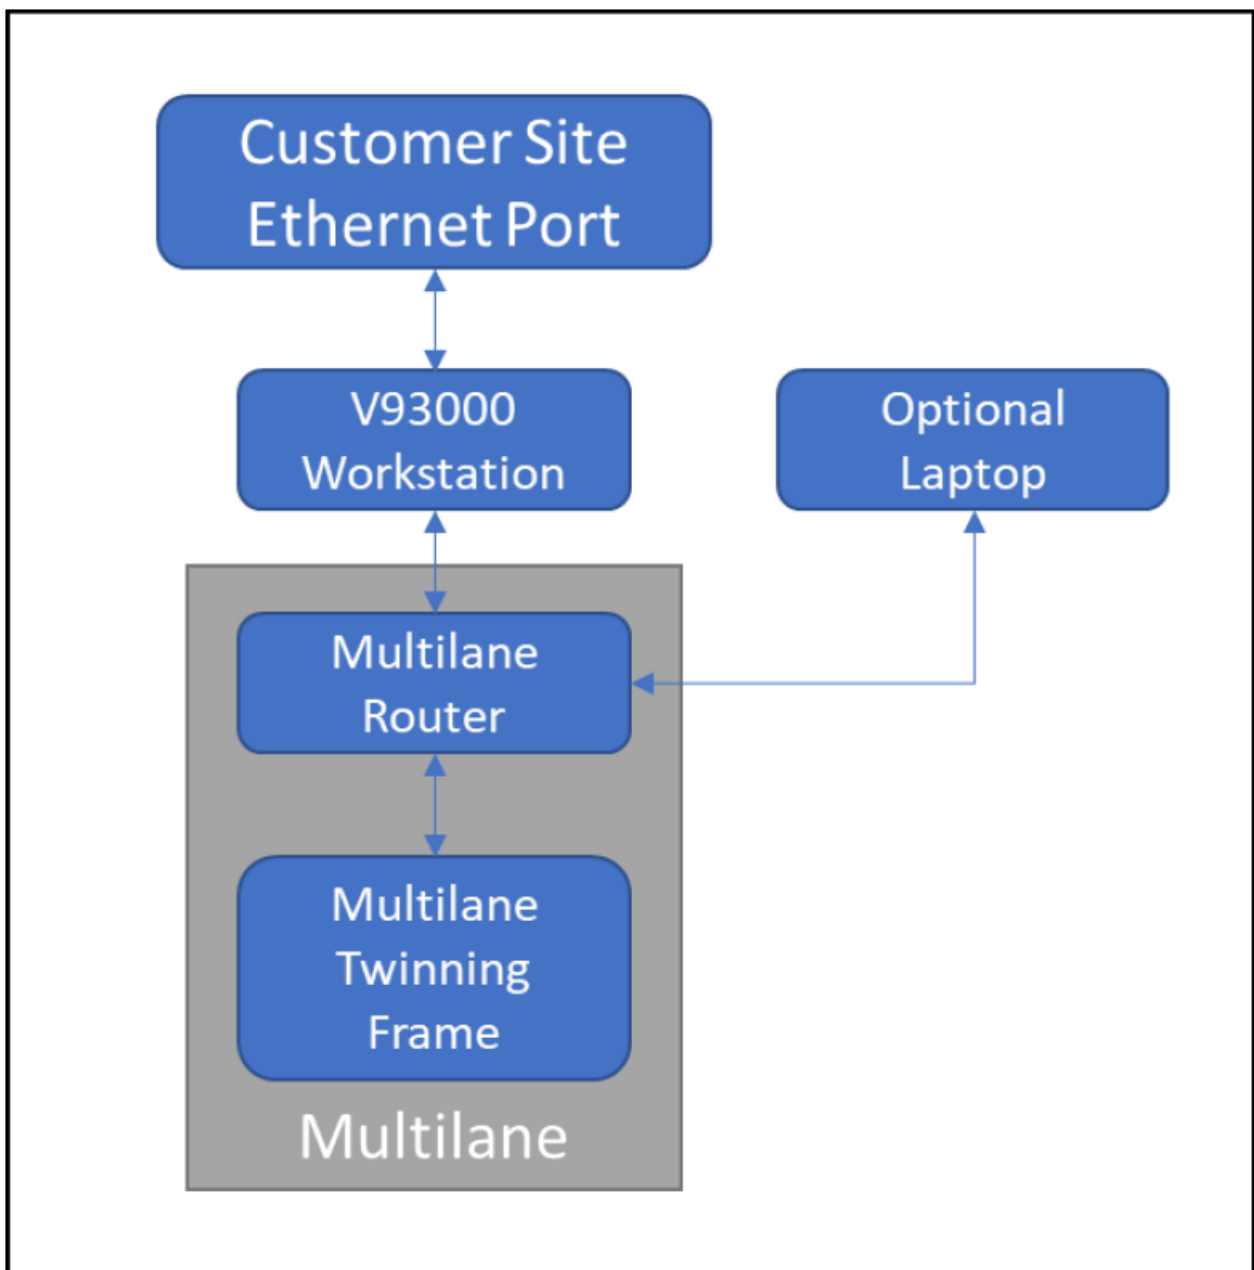 Customer Site
Ethernet Port
V93000
Workstation
Optional
Laptop
Multilane
Router
Multilane
Twinning
Frame
Multilane